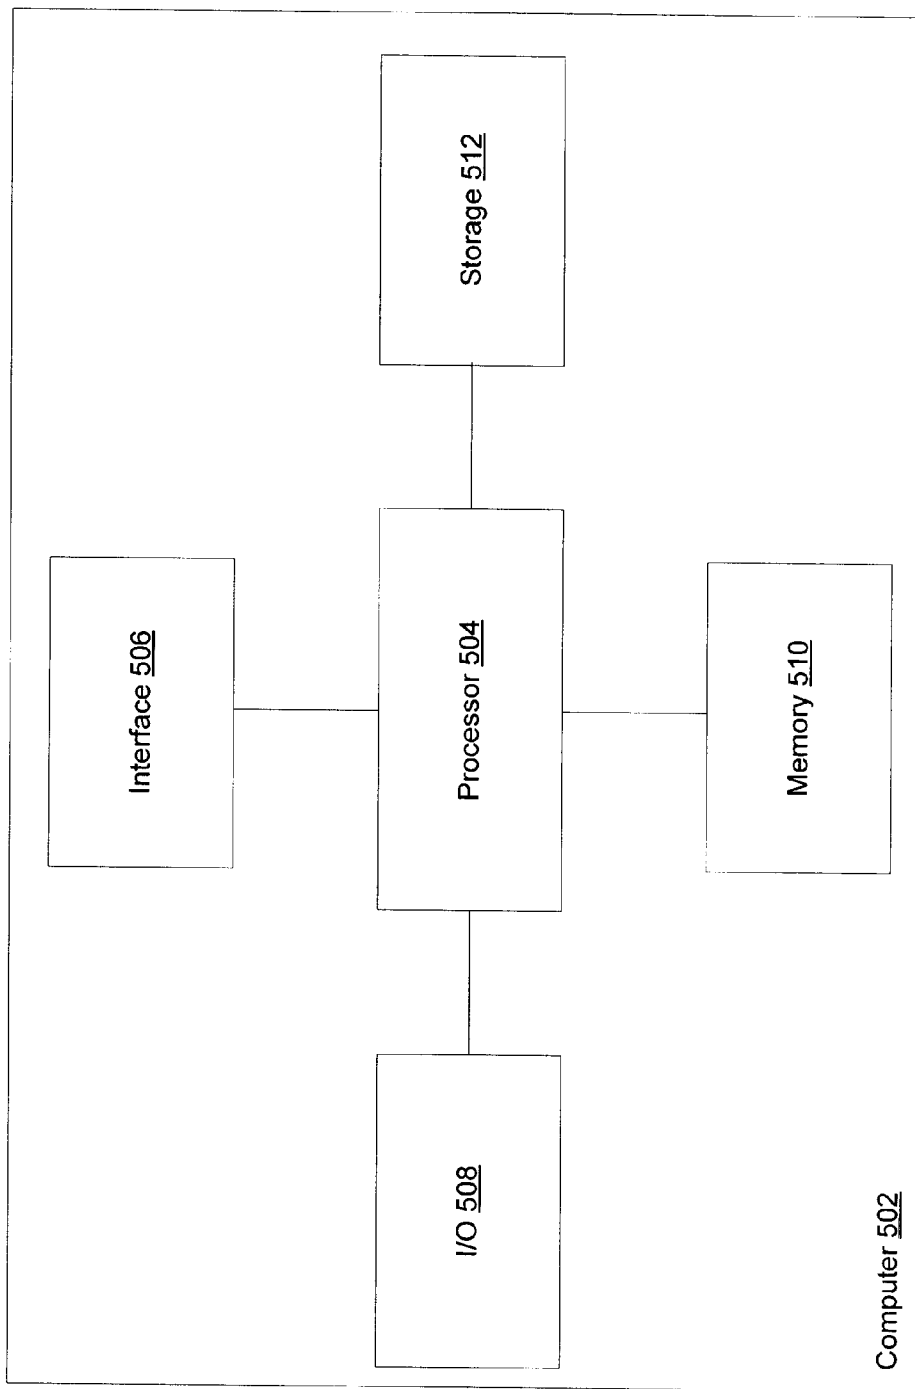 Interface 506
I/O 508
Processor 504
Storage 512
Memory 510
Computer 502